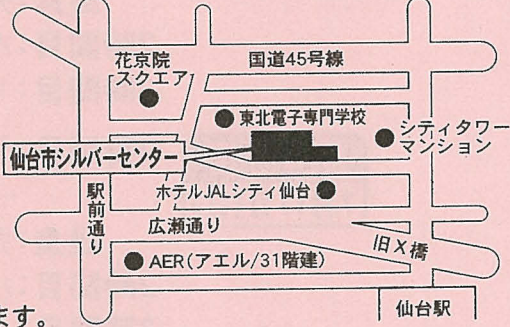 花京院
スクエア
国道45号線
東北電子専門学校
シティタワー
マンション
仙台市シルバーセンター
駅前通り
ホテルJALシティ仙台
広瀬通り
旧X橋
AER(アエル/31階建)
仙台駅
ます。